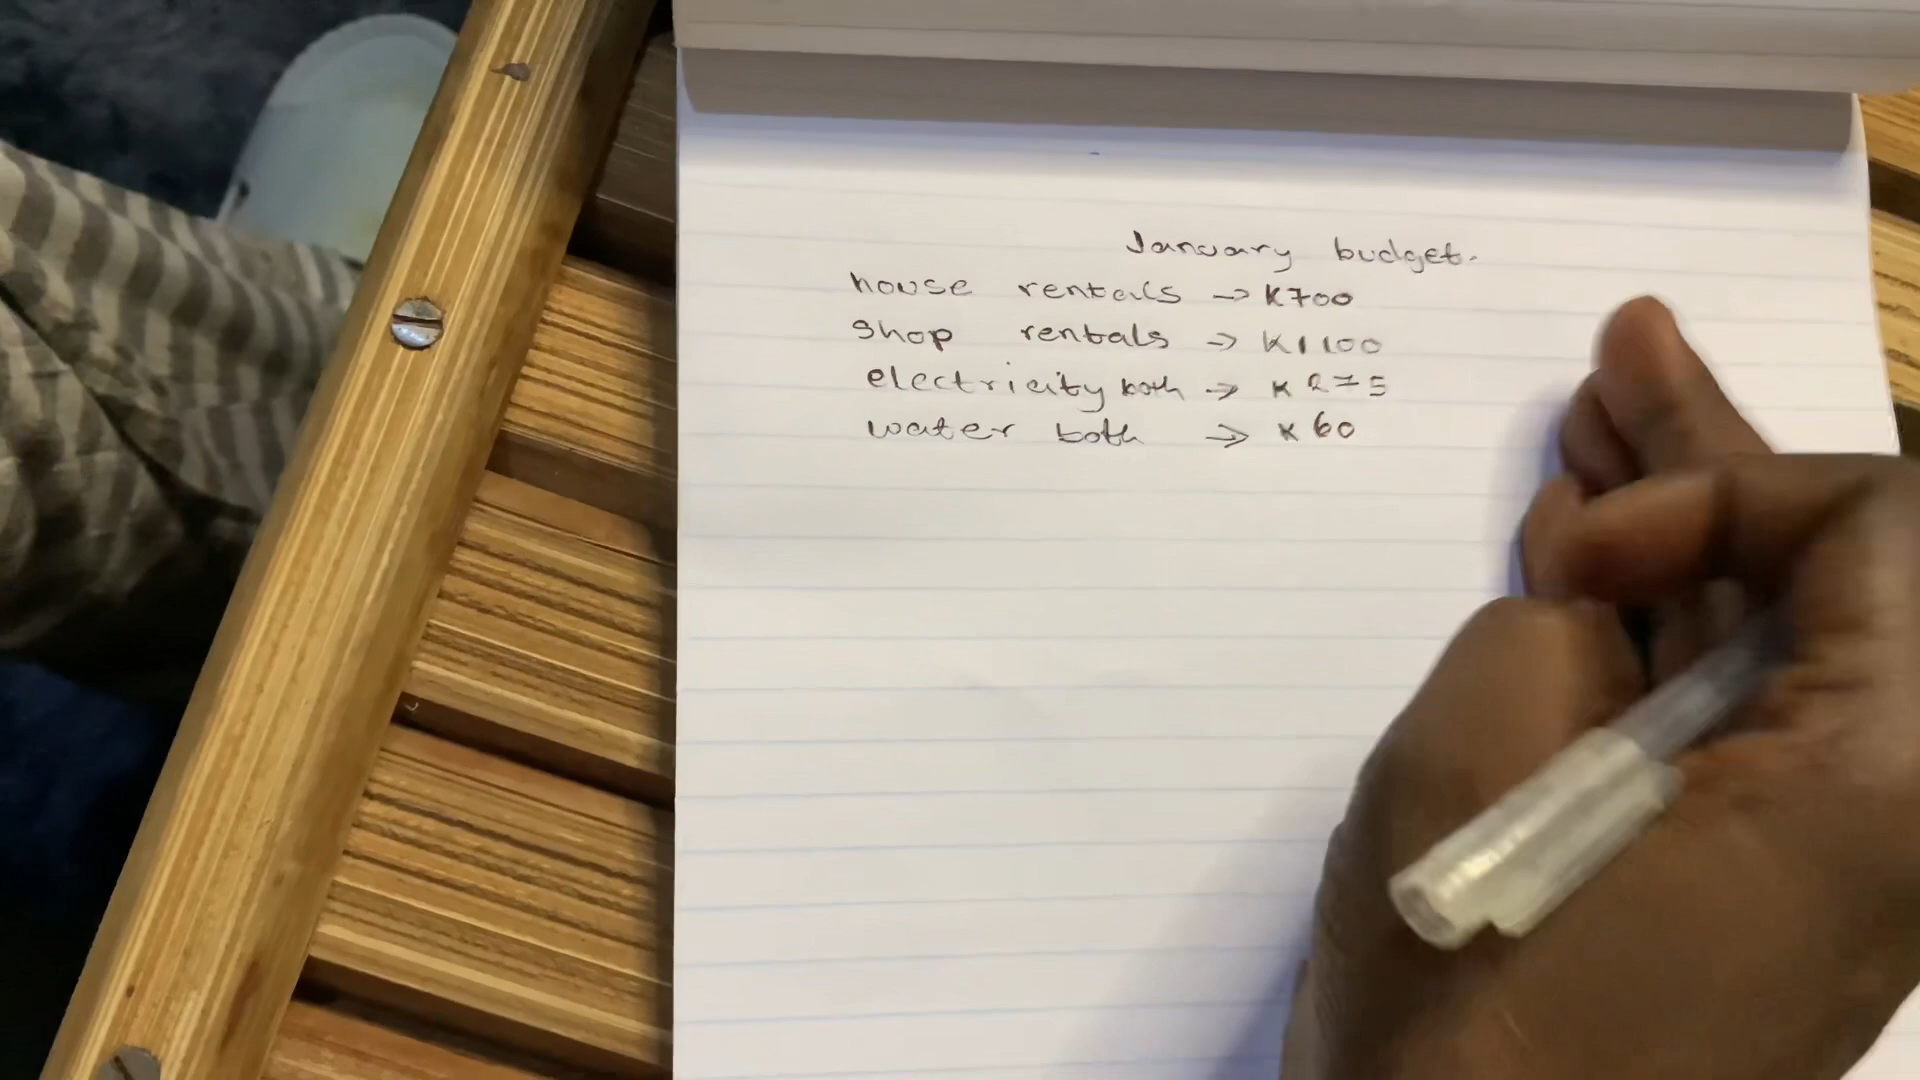 January budget.
house rentals → K700
shop rentals → K1100
electricity both → K275
water both → K60